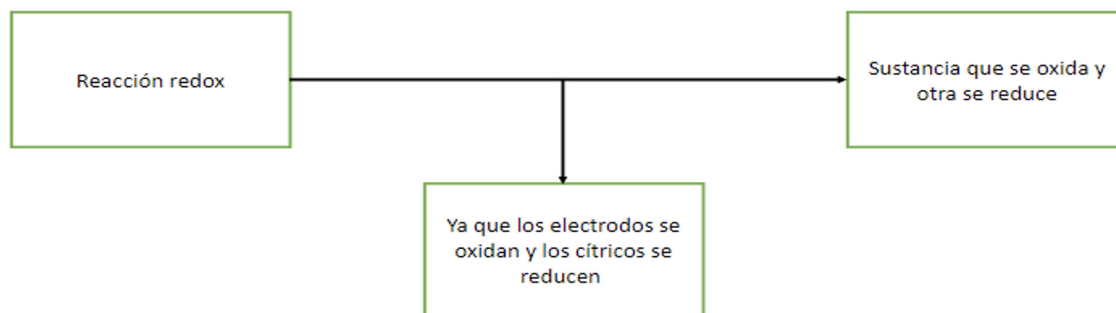 Reacción redox
Sustancia que se oxida y
otra se reduce
Ya que los electrodos se
oxidan y los cítricos se
reducen